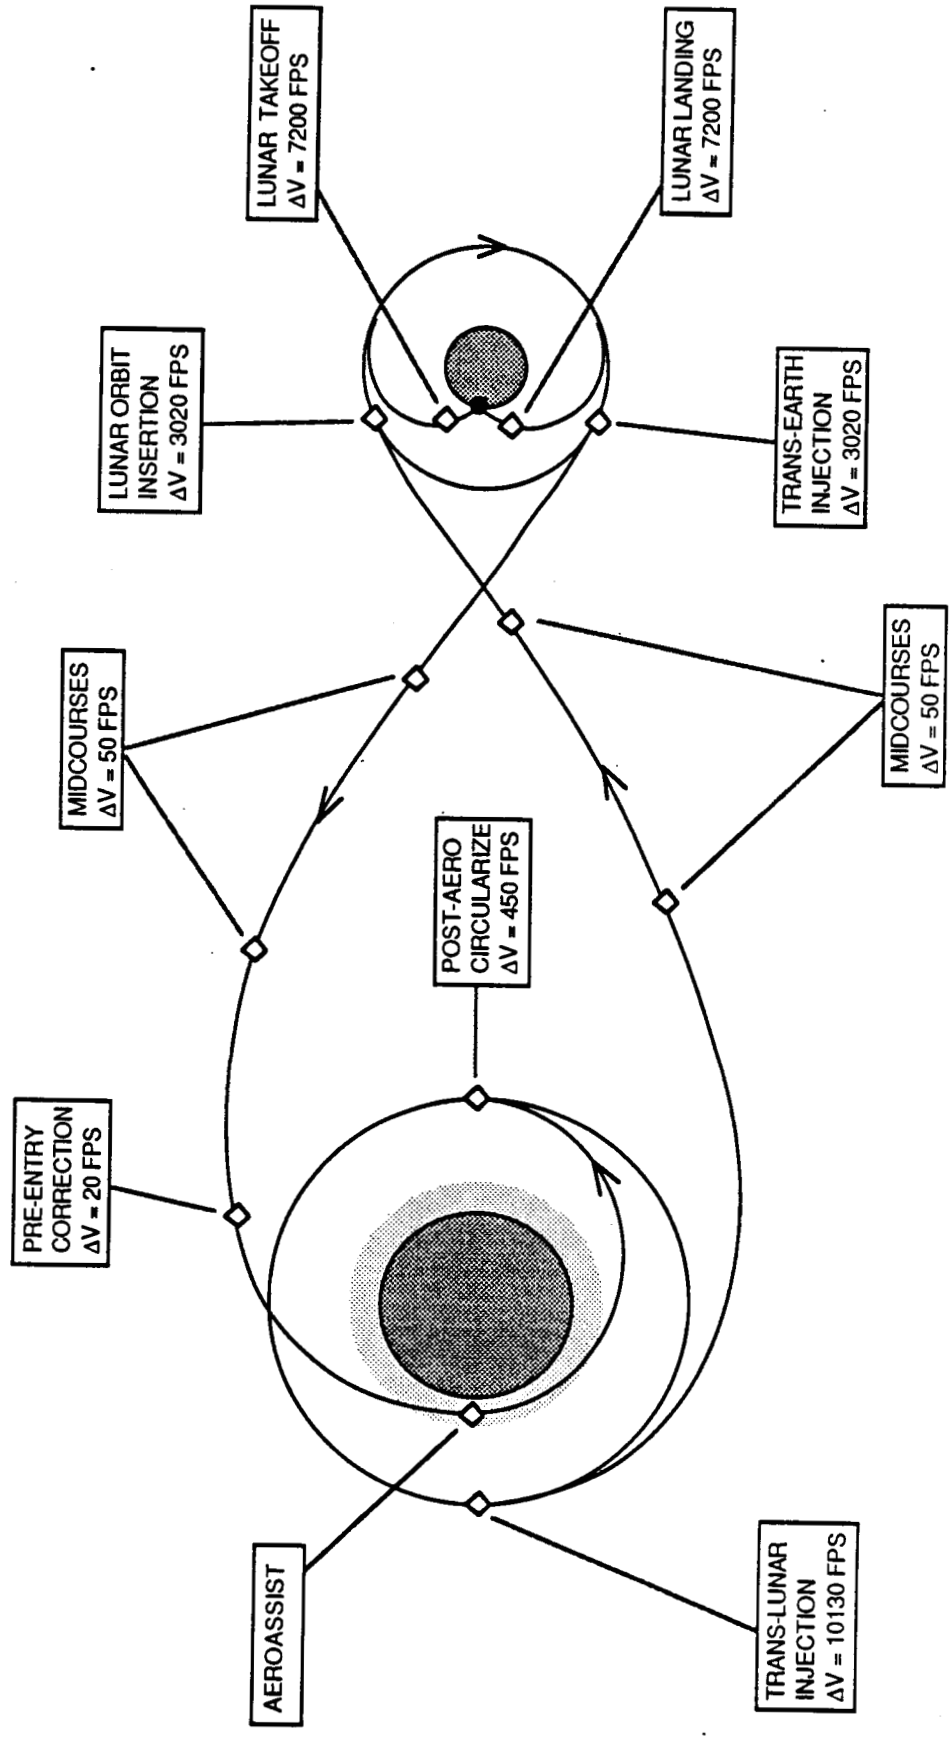 PRE-ENTRY
CORRECTION
ΔV = 20 FPS
MIDCOURSES
ΔV = 50 FPS
LUNAR ORBIT
INSERTION
ΔV = 3020 FPS
LUNAR TAKEOFF
ΔV = 7200 FPS
AEROASSIST
POST-AERO
CIRCULARIZE
ΔV = 450 FPS
LUNAR LANDING
ΔV = 7200 FPS
TRANS-LUNAR
INJECTION
ΔV = 10130 FPS
MIDCOURSES
ΔV = 50 FPS
TRANS-EARTH
INJECTION
ΔV = 3020 FPS